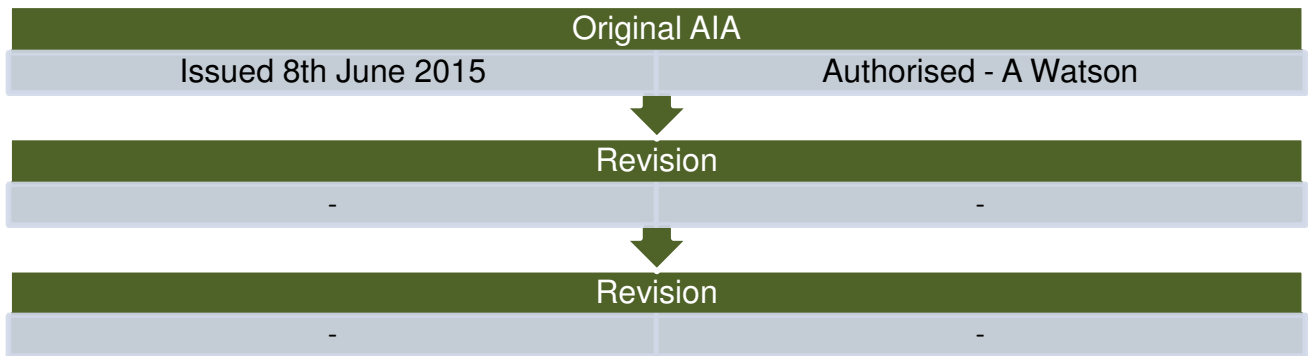 Original AIA
Issued 8th June 2015 Authorised - A Watson
Revision
- -
Revision
- -